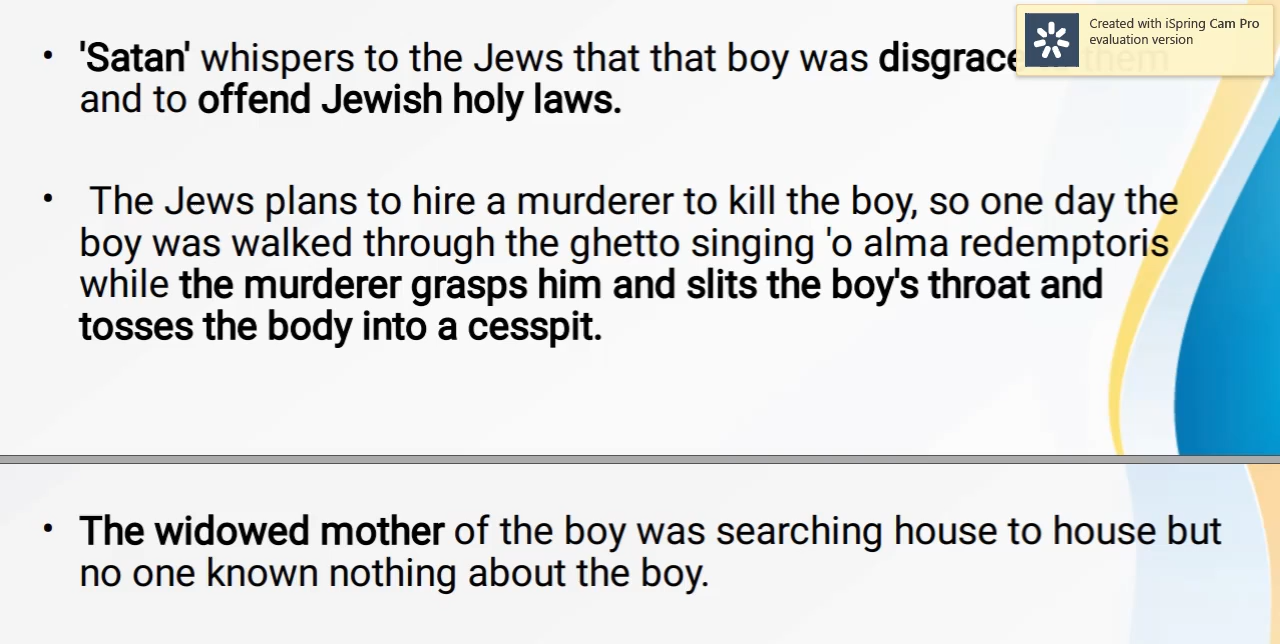 Created with iSpring Cam Pro
evaluation version
• 'Satan' whispers to the Jews that that boy was disgrace them
and to offend Jewish holy laws.
• The Jews plans to hire a murderer to kill the boy, so one day the
boy was walked through the ghetto singing 'o alma redemptoris
while the murderer grasps him and slits the boy's throat and
tosses the body into a cesspit.
• The widowed mother of the boy was searching house to house but
no one known nothing about the boy.